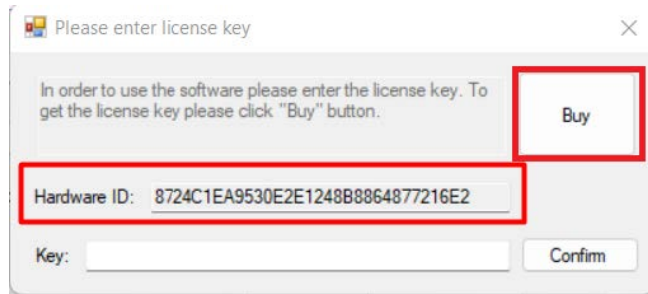 Please enter license key
In order to use the software please enter the license key. To
get the license key please click "Buy" button.
Buy
Hardware ID: 8724C1EA9530E2E1248B8864877216E2
Key:
Confirm